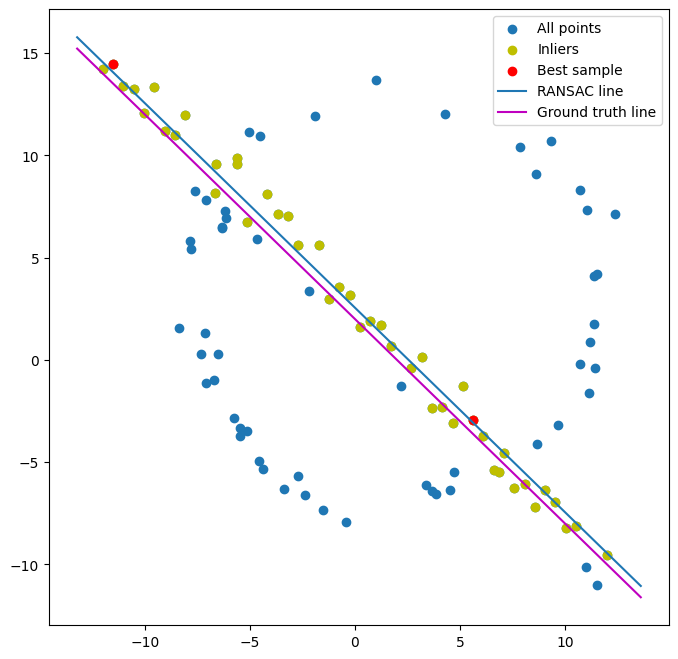 All points
Inliers
Best sample
RANSAC line
Ground truth line
15
10
5
0
−5
−10
−10
−5
0
5
10